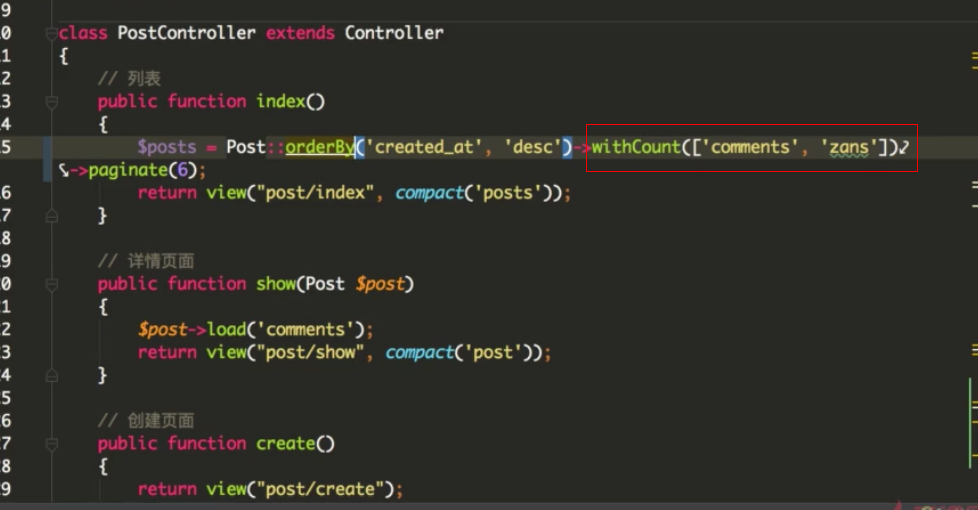 9
0 class PostController extends Controller
1 {
2 // 列表
3 public function index()
4 {
5 $posts = Post::orderBy('created_at', 'desc')->withCount(['comments', 'zans'])
->paginate(6);
6 return view("post/index", compact('posts'));
7 }
8
9 // 详情页面
0 public function show(Post $post)
1 {
2 $post->load('comments');
3 return view("post/show", compact('post'));
4 }
5
6 // 创建页面
7 public function create()
8 {
9 return view("post/create");